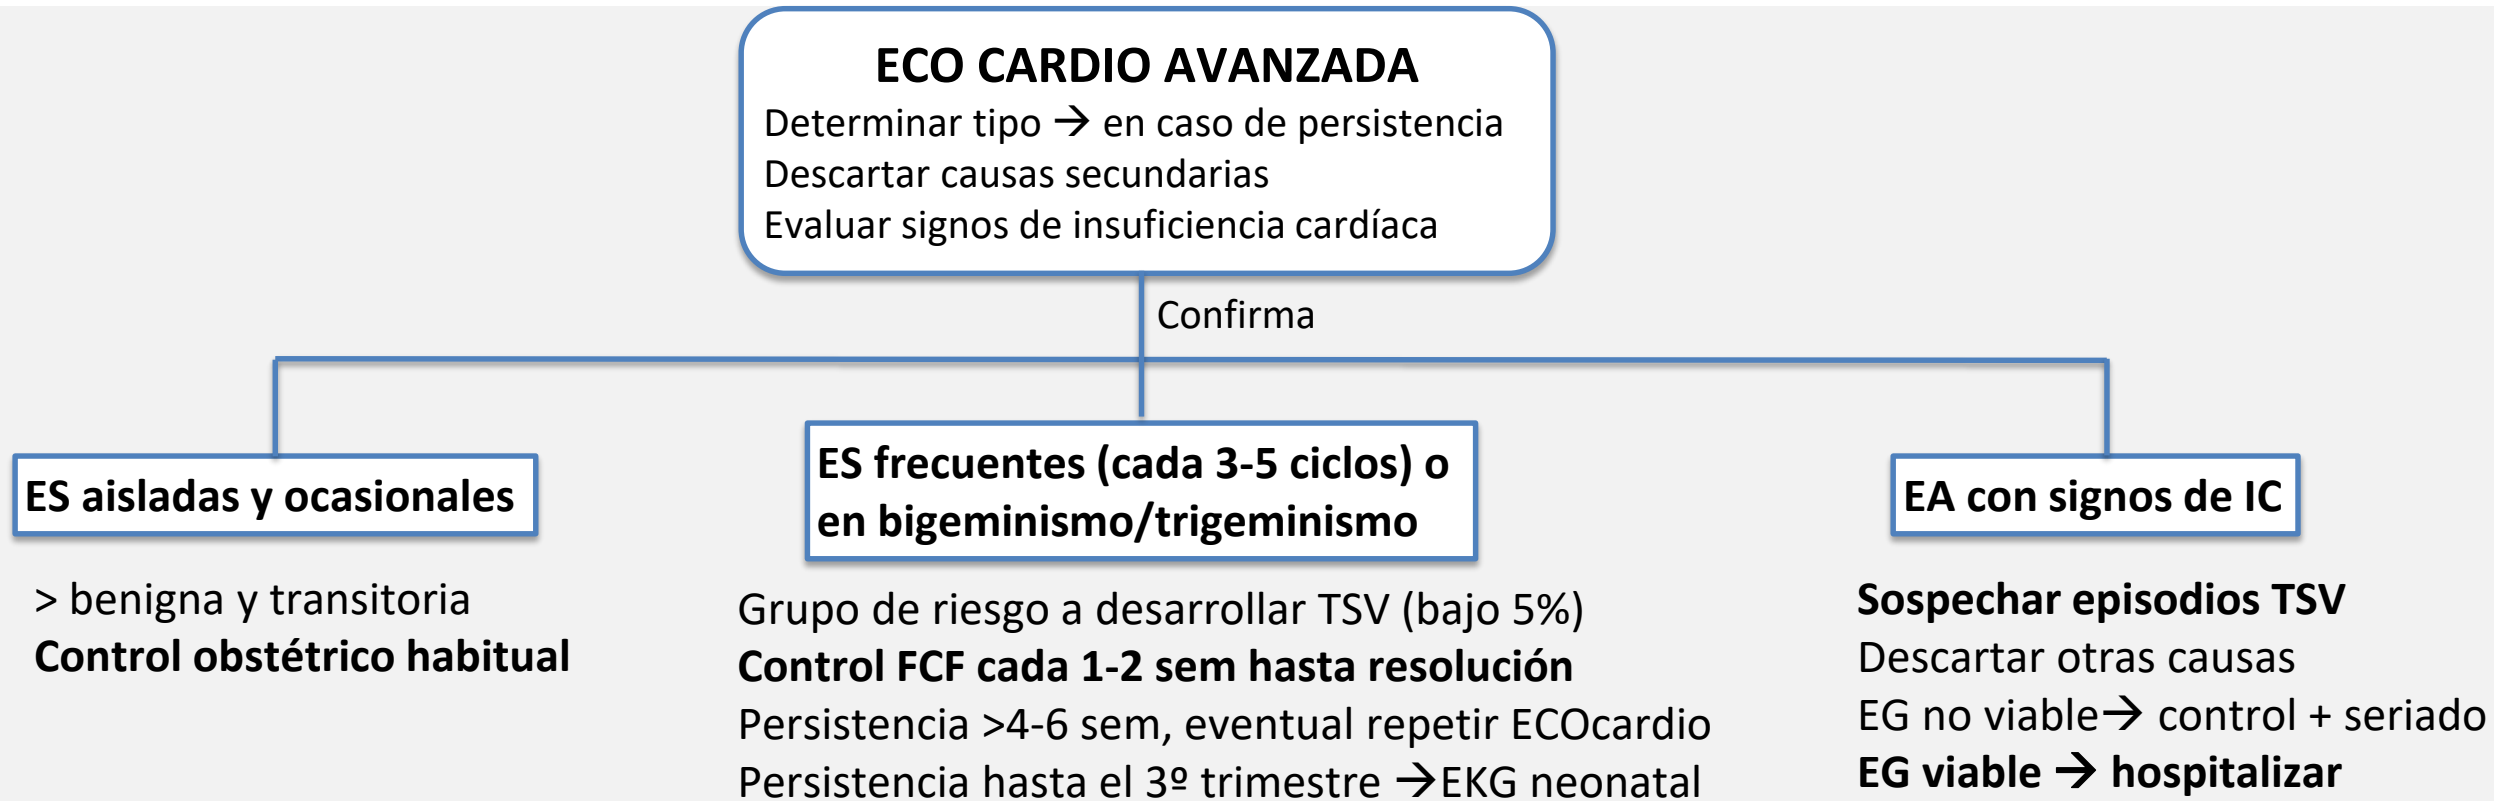 ECO CARDIO AVANZADA
Determinar tipo → en caso de persistencia
Descartar causas secundarias
Evaluar signos de insuficiencia cardíaca
Confirma
ES aisladas y ocasionales
> benigna y transitoria
Control obstétrico habitual
ES frecuentes (cada 3-5 ciclos) o
en bigeminismo/trigeminismo
Grupo de riesgo a desarrollar TSV (bajo 5%)
Control FCF cada 1-2 sem hasta resolución
Persistencia >4-6 sem, eventual repetir ECOcardio
Persistencia hasta el 3º trimestre →EKG neonatal
EA con signos de IC
Sospechar episodios TSV
Descartar otras causas
EG no viable→ control + seriado
EG viable → hospitalizar